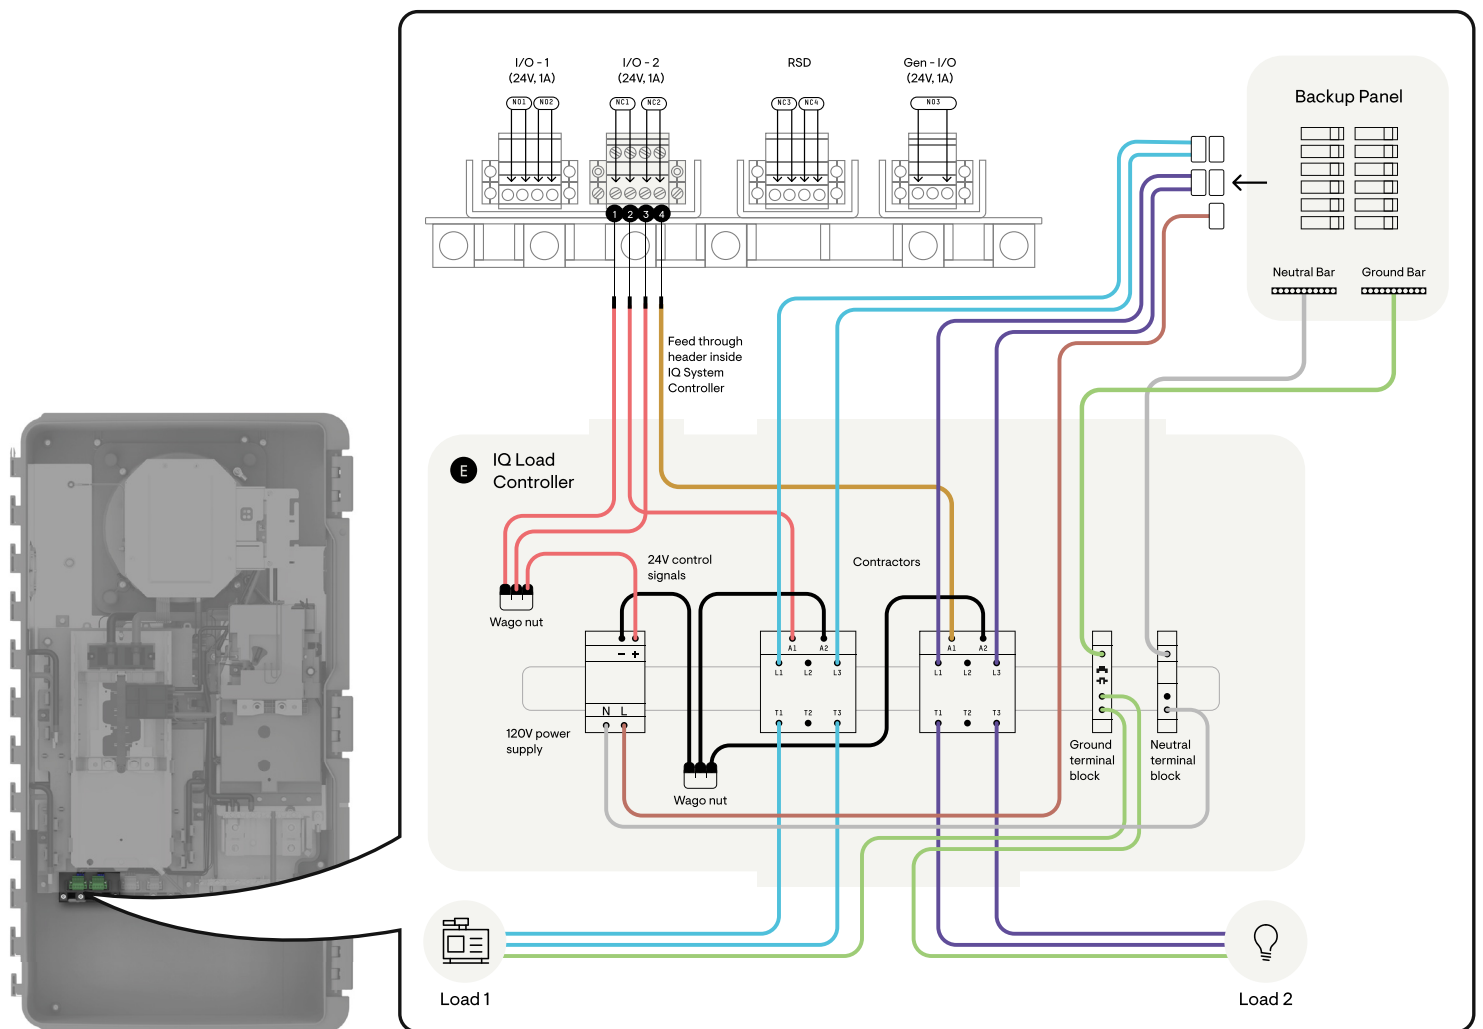 I/O - 1
(24V, 1A)
I/O - 2
(24V, 1A)
RSD
Gen - I/O
(24V, 1A)
NO1 NO2
NC1 NC2
NC3 NC4
NO3
Backup Panel
Neutral Bar
Ground Bar
1 2 3 4
Feed through
header inside
IQ System
Controller
E
IQ Load
Controller
24V control
signals
Contractors
Wago nut
− +
N L
120V power
supply
A1 A2
L1 L2 L3
T1 T2 T3
A1 A2
L1 L2 L3
T1 T2 T3
Wago nut
Ground
terminal
block
Neutral
terminal
block
Load 1
Load 2